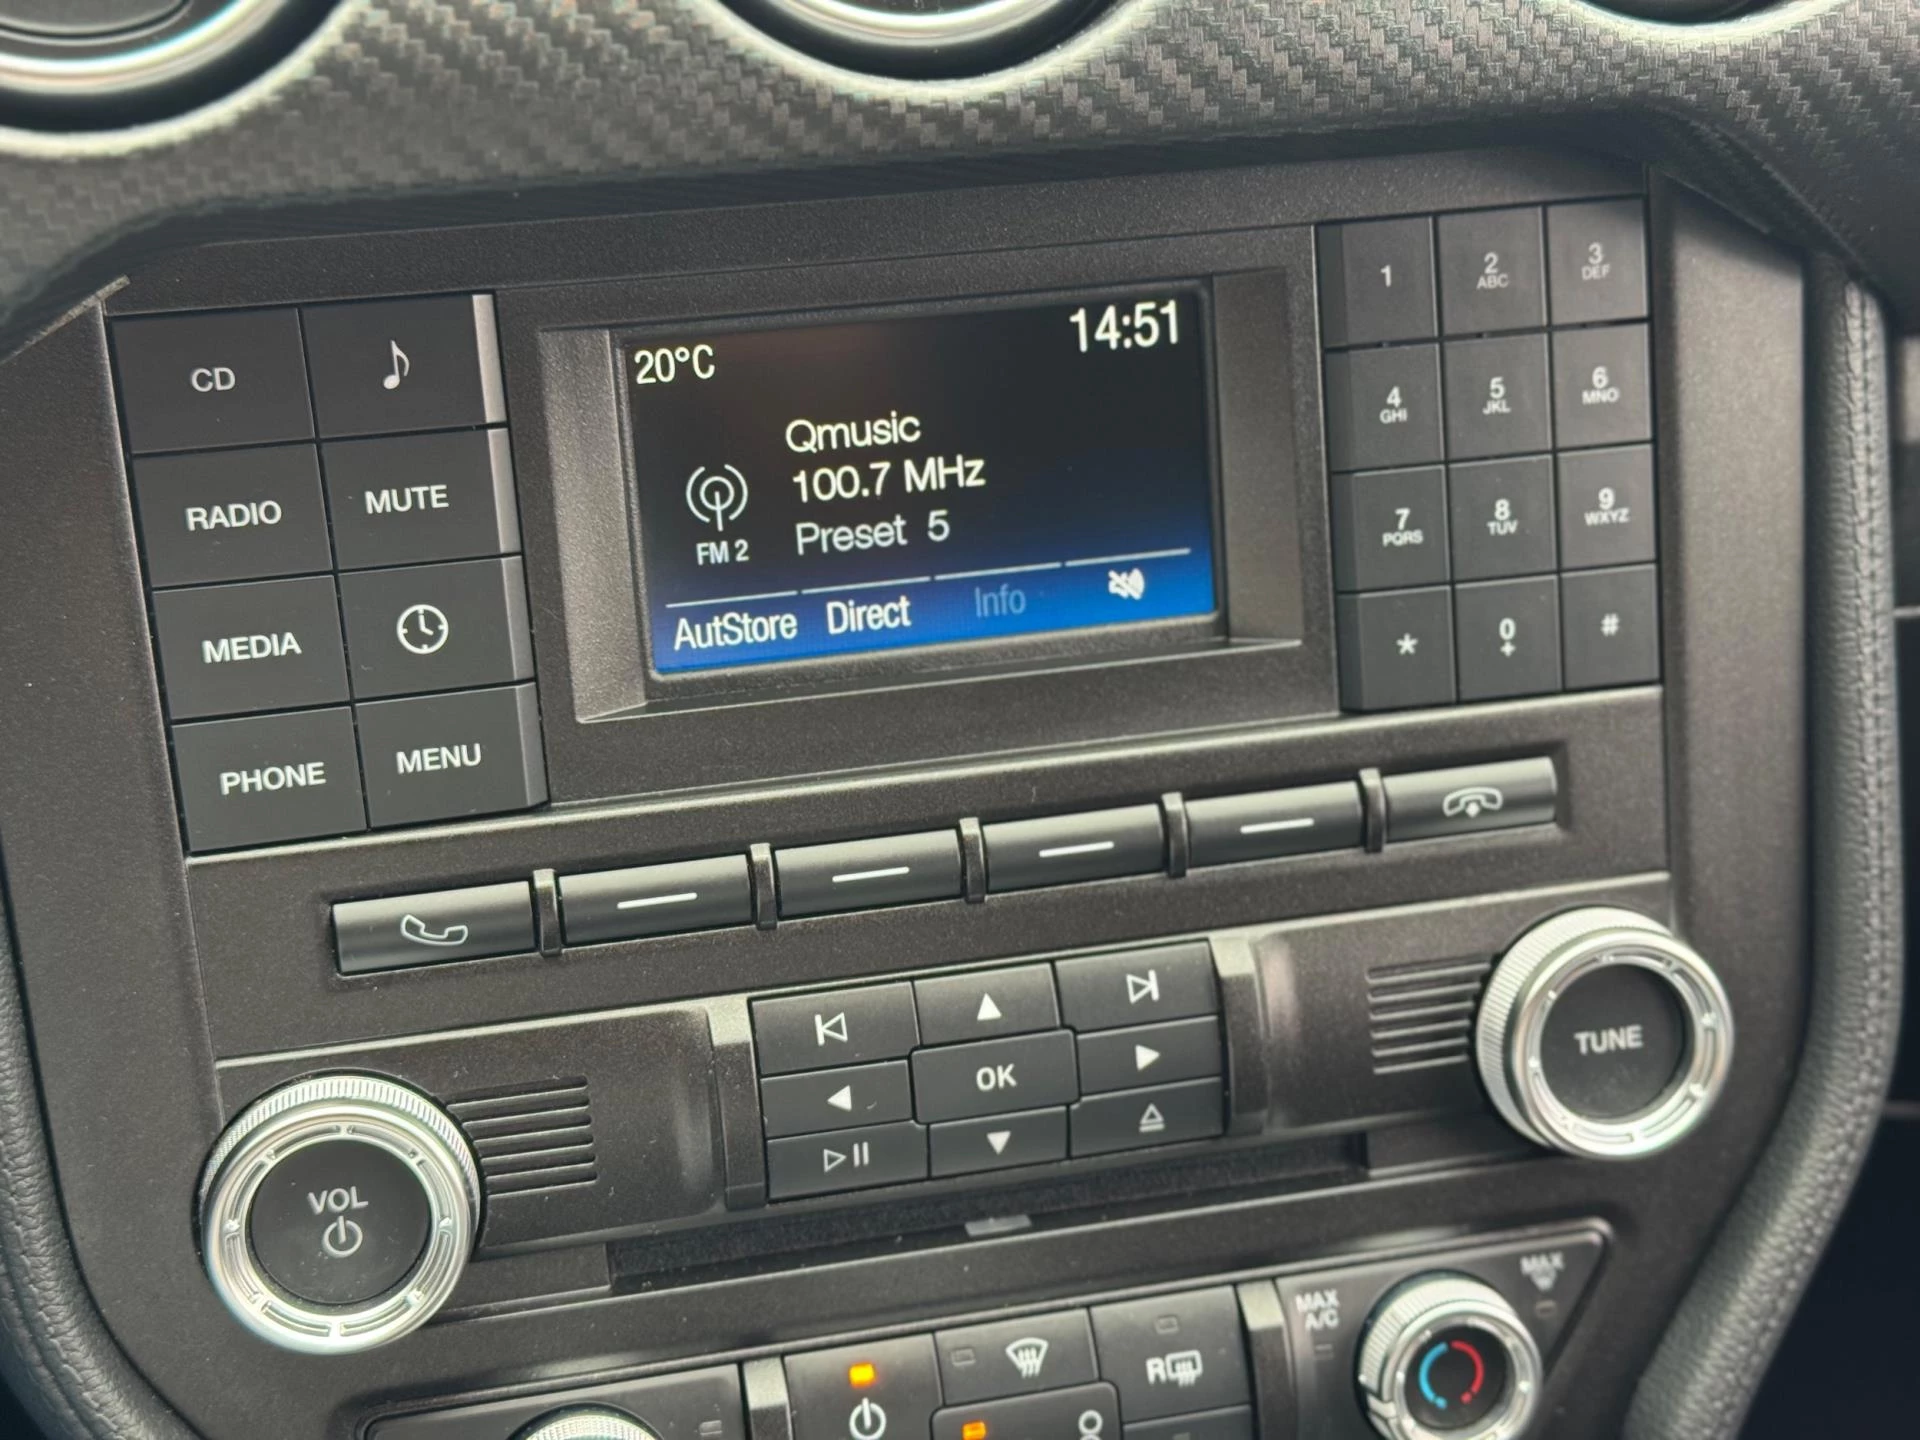 20°C
14:51
Qmusic
100.7 MHz
FM 2
Preset 5
AutStore Direct Info
CD
RADIO
MUTE
MEDIA
PHONE
MENU
1
2
ABC
3
DEF
4
GHI
5
JKL
6
MNO
7
PQRS
8
TUV
9
WXYZ
*
0
+
#
OK
TUNE
VOL
MAX
A/C
MAX
R